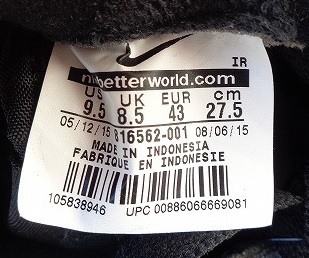 IR
nikebetterworld.com
US UK EUR cm
9.5 8.5 43 27.5
05/12/15 816562-001 08/06/15
MADE IN INDONESIA
FABRIQUE EN INDONESIE
105838946 UPC 00886066669081